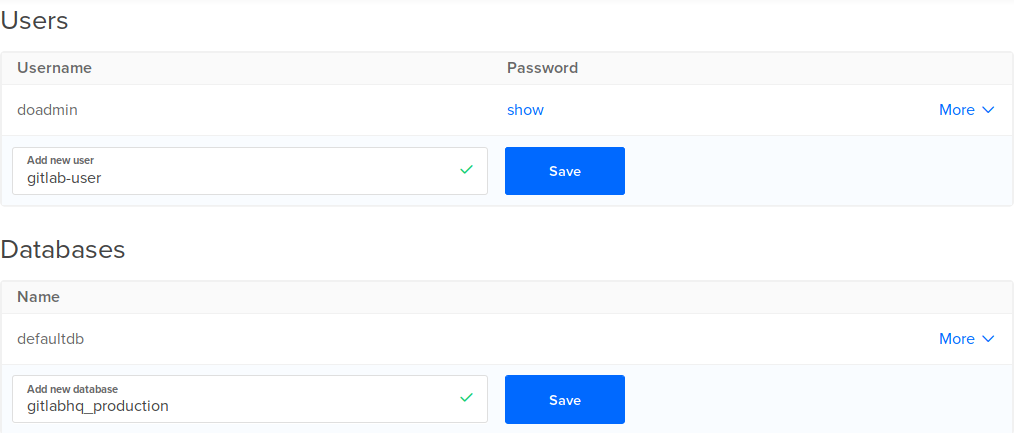 Users
Username Password
doadmin show More
Add new user
gitlab-user
Save
Databases
Name
defaultdb More
Add new database
gitlabhq_production
Save